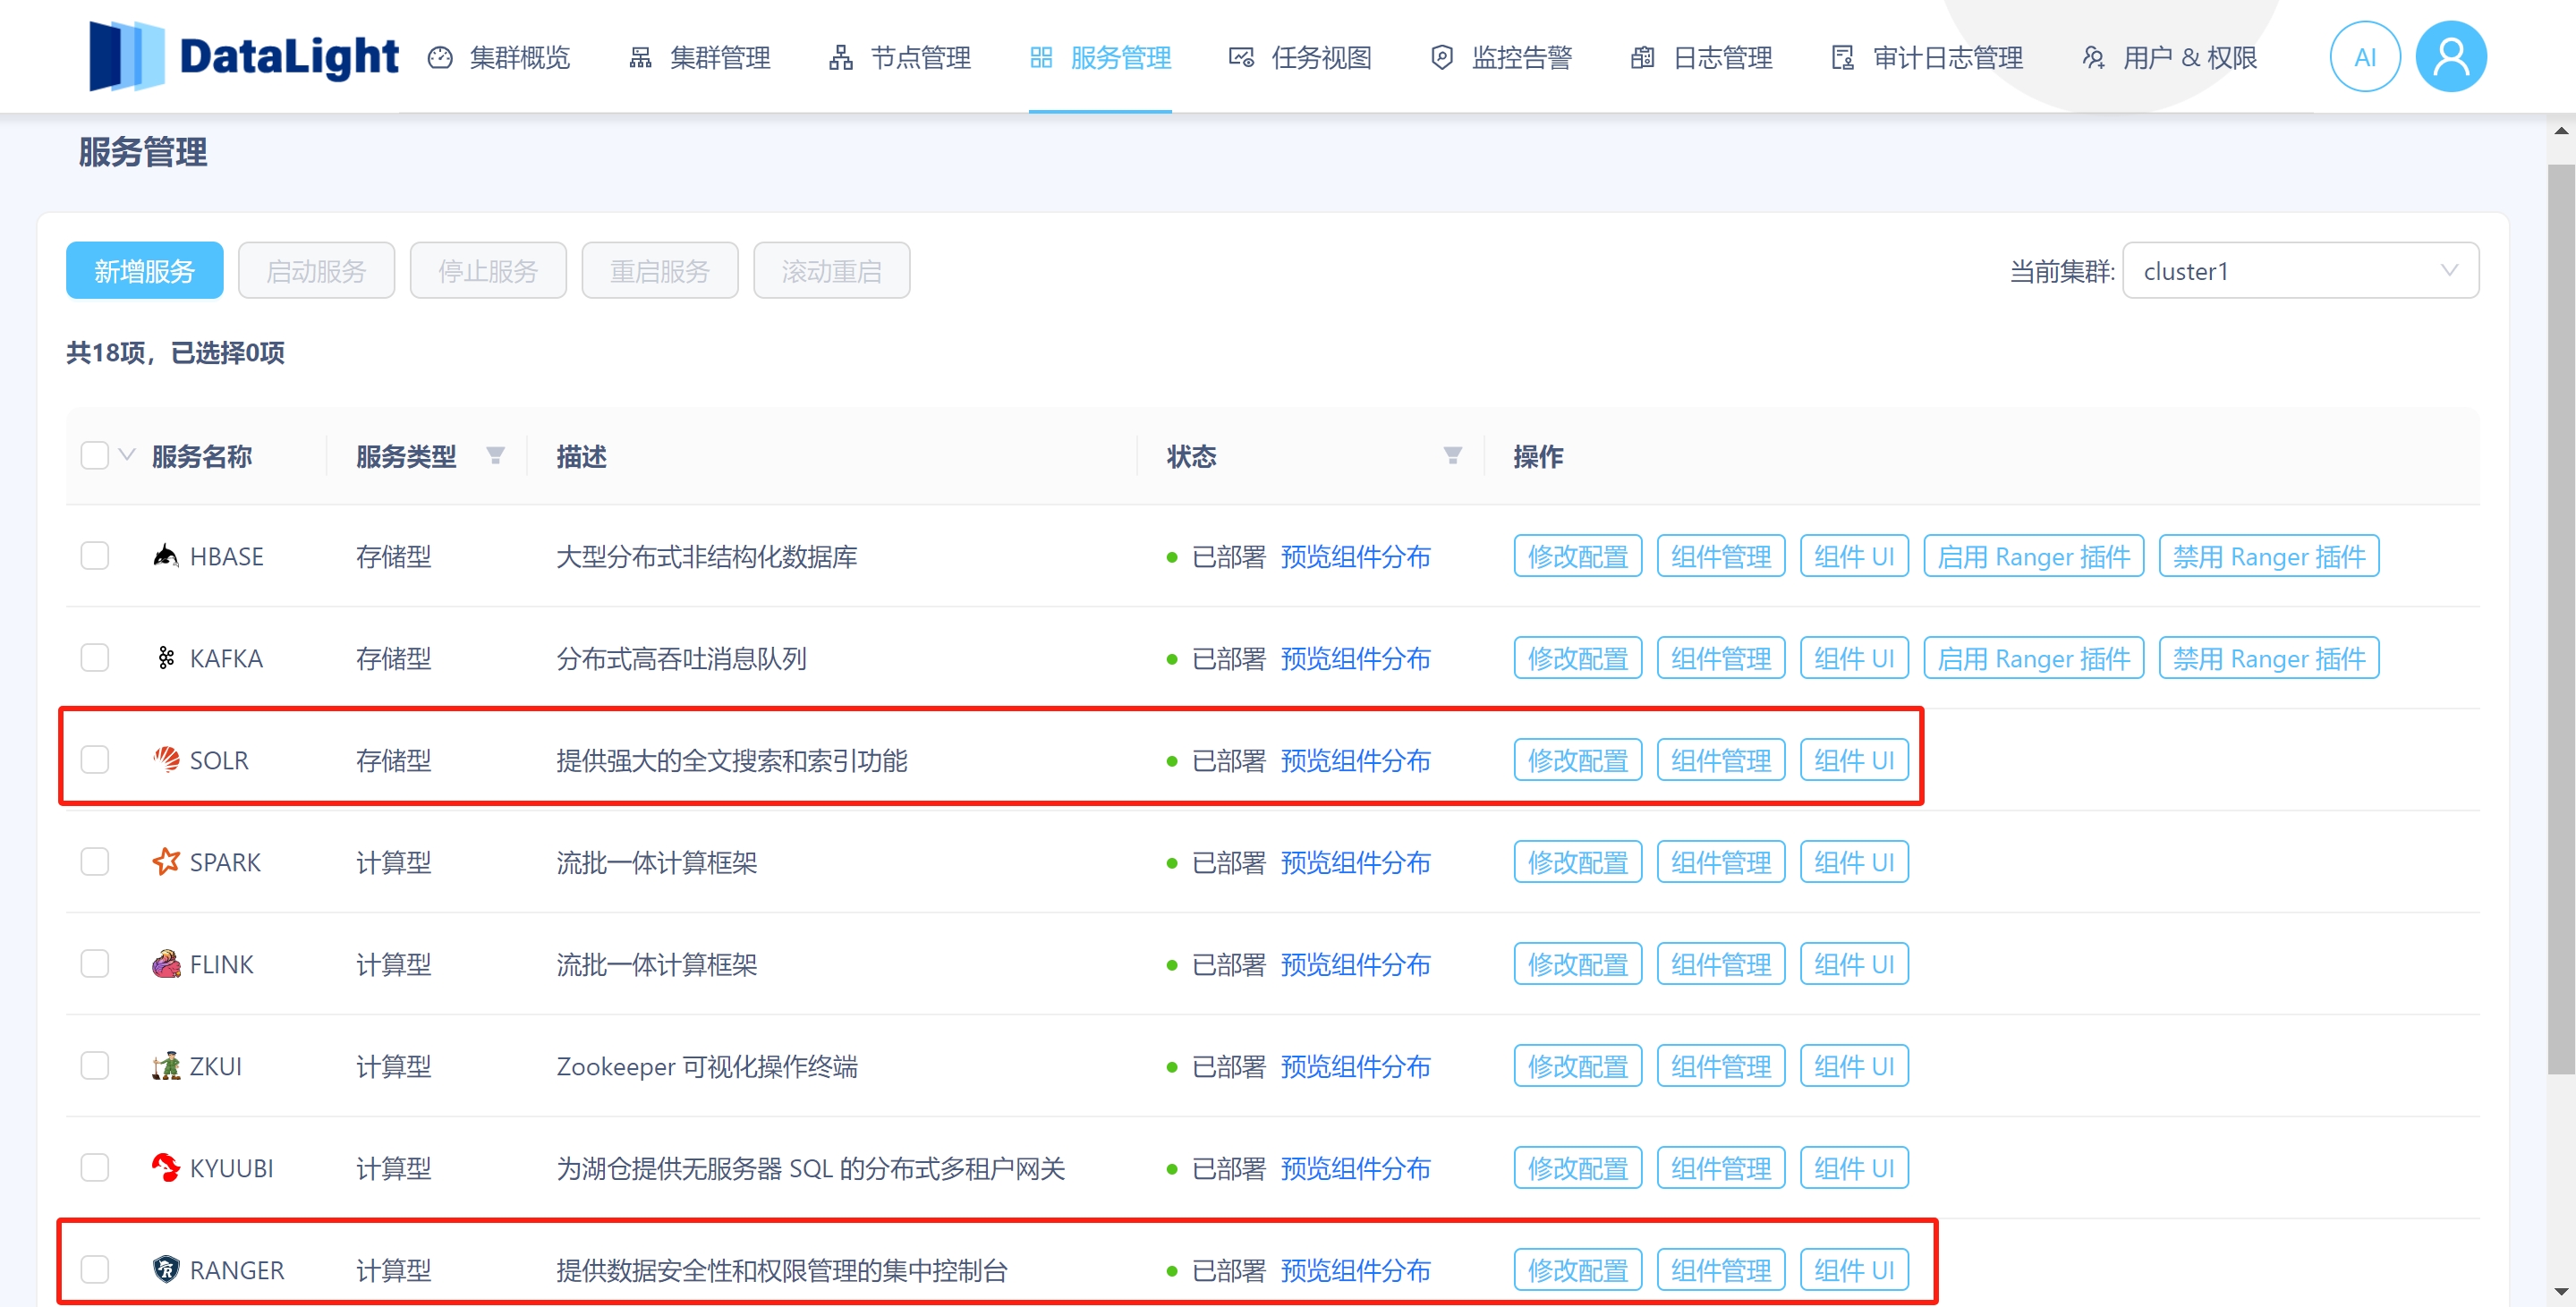 DataLight 集群概览 集群管理 节点管理 服务管理 任务视图 监控告警 日志管理 审计日志管理 用户 & 权限 AI
服务管理
新增服务 启动服务 停止服务 重启服务 滚动重启 当前集群: cluster1
共18项，已选择0项
服务名称 服务类型 描述 状态 操作
HBASE 存储型 大型分布式非结构化数据库 已部署 预览组件分布 修改配置 组件管理 组件 UI 启用 Ranger 插件 禁用 Ranger 插件
KAFKA 存储型 分布式高吞吐消息队列 已部署 预览组件分布 修改配置 组件管理 组件 UI 启用 Ranger 插件 禁用 Ranger 插件
SOLR 存储型 提供强大的全文搜索和索引功能 已部署 预览组件分布 修改配置 组件管理 组件 UI
SPARK 计算型 流批一体计算框架 已部署 预览组件分布 修改配置 组件管理 组件 UI
FLINK 计算型 流批一体计算框架 已部署 预览组件分布 修改配置 组件管理 组件 UI
ZKUI 计算型 Zookeeper 可视化操作终端 已部署 预览组件分布 修改配置 组件管理 组件 UI
KYUUBI 计算型 为湖仓提供无服务器 SQL 的分布式多租户网关 已部署 预览组件分布 修改配置 组件管理 组件 UI
RANGER 计算型 提供数据安全性和权限管理的集中控制台 已部署 预览组件分布 修改配置 组件管理 组件 UI